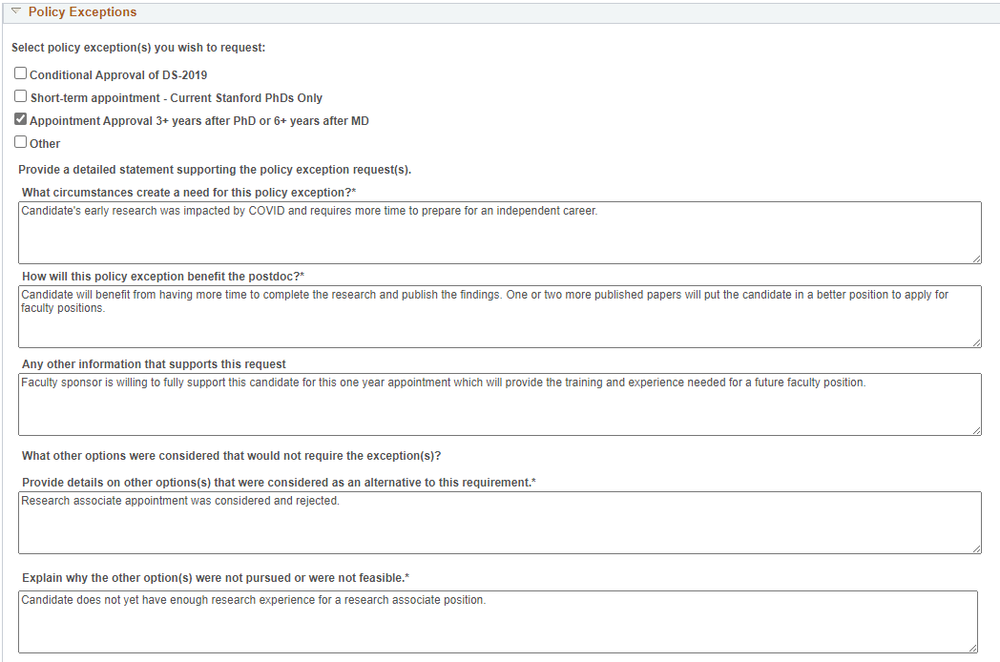 Policy Exceptions
Select policy exception(s) you wish to request:
Conditional Approval of DS-2019
Short-term appointment - Current Stanford PhDs Only
Appointment Approval 3+ years after PhD or 6+ years after MD
Other
Provide a detailed statement supporting the policy exception request(s).
What circumstances create a need for this policy exception?*
Candidate's early research was impacted by COVID and requires more time to prepare for an independent career.
How will this policy exception benefit the postdoc?*
Candidate will benefit from having more time to complete the research and publish the findings. One or two more published papers will put the candidate in a better position to apply for
faculty positions.
Any other information that supports this request
Faculty sponsor is willing to fully support this candidate for this one year appointment which will provide the training and experience needed for a future faculty position.
What other options were considered that would not require the exception(s)?
Provide details on other options(s) that were considered as an alternative to this requirement.*
Research associate appointment was considered and rejected.
Explain why the other option(s) were not pursued or were not feasible.*
Candidate does not yet have enough research experience for a research associate position.